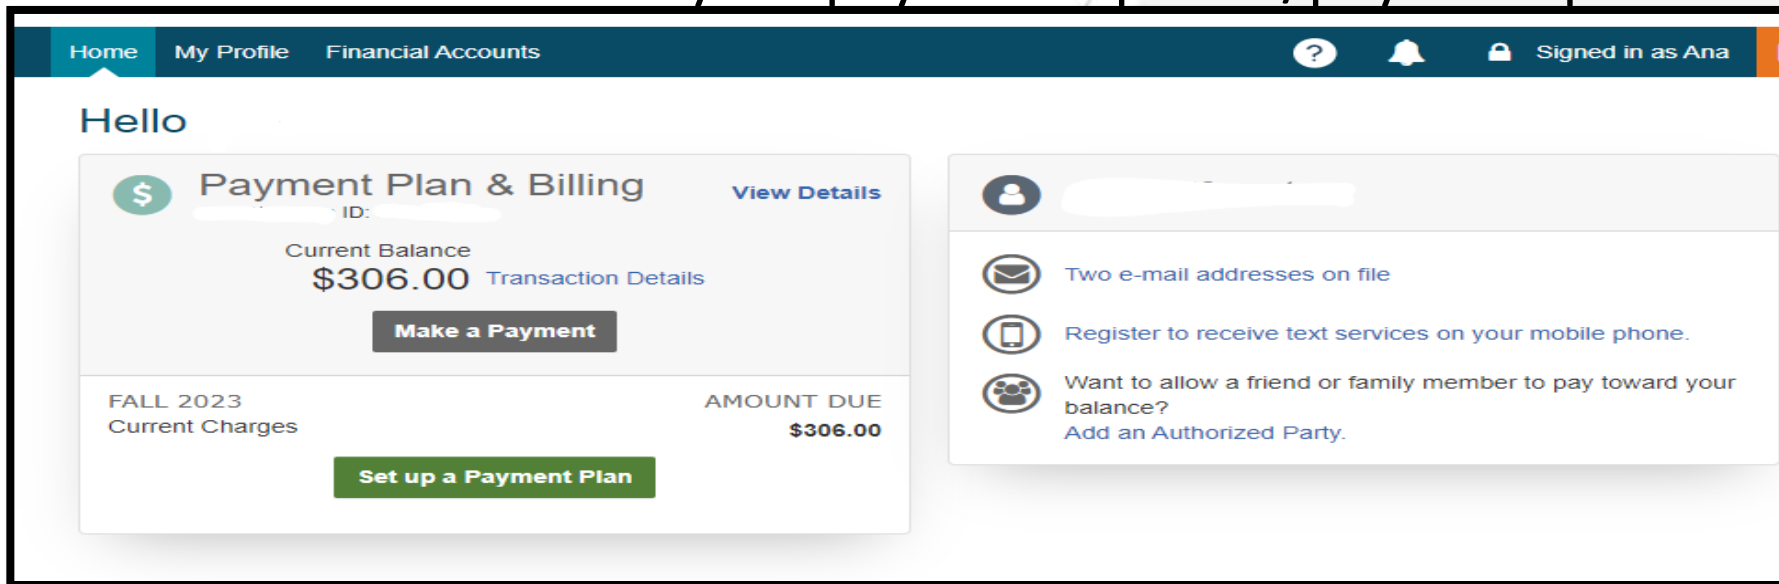 Home My Profile Financial Accounts ? Signed in as Ana
Hello
$ Payment Plan & Billing View Details
ID:
Current Balance
$306.00 Transaction Details
Make a Payment
FALL 2023 AMOUNT DUE
Current Charges $306.00
Set up a Payment Plan
Two e-mail addresses on file
Register to receive text services on your mobile phone.
Want to allow a friend or family member to pay toward your
balance?
Add an Authorized Party.